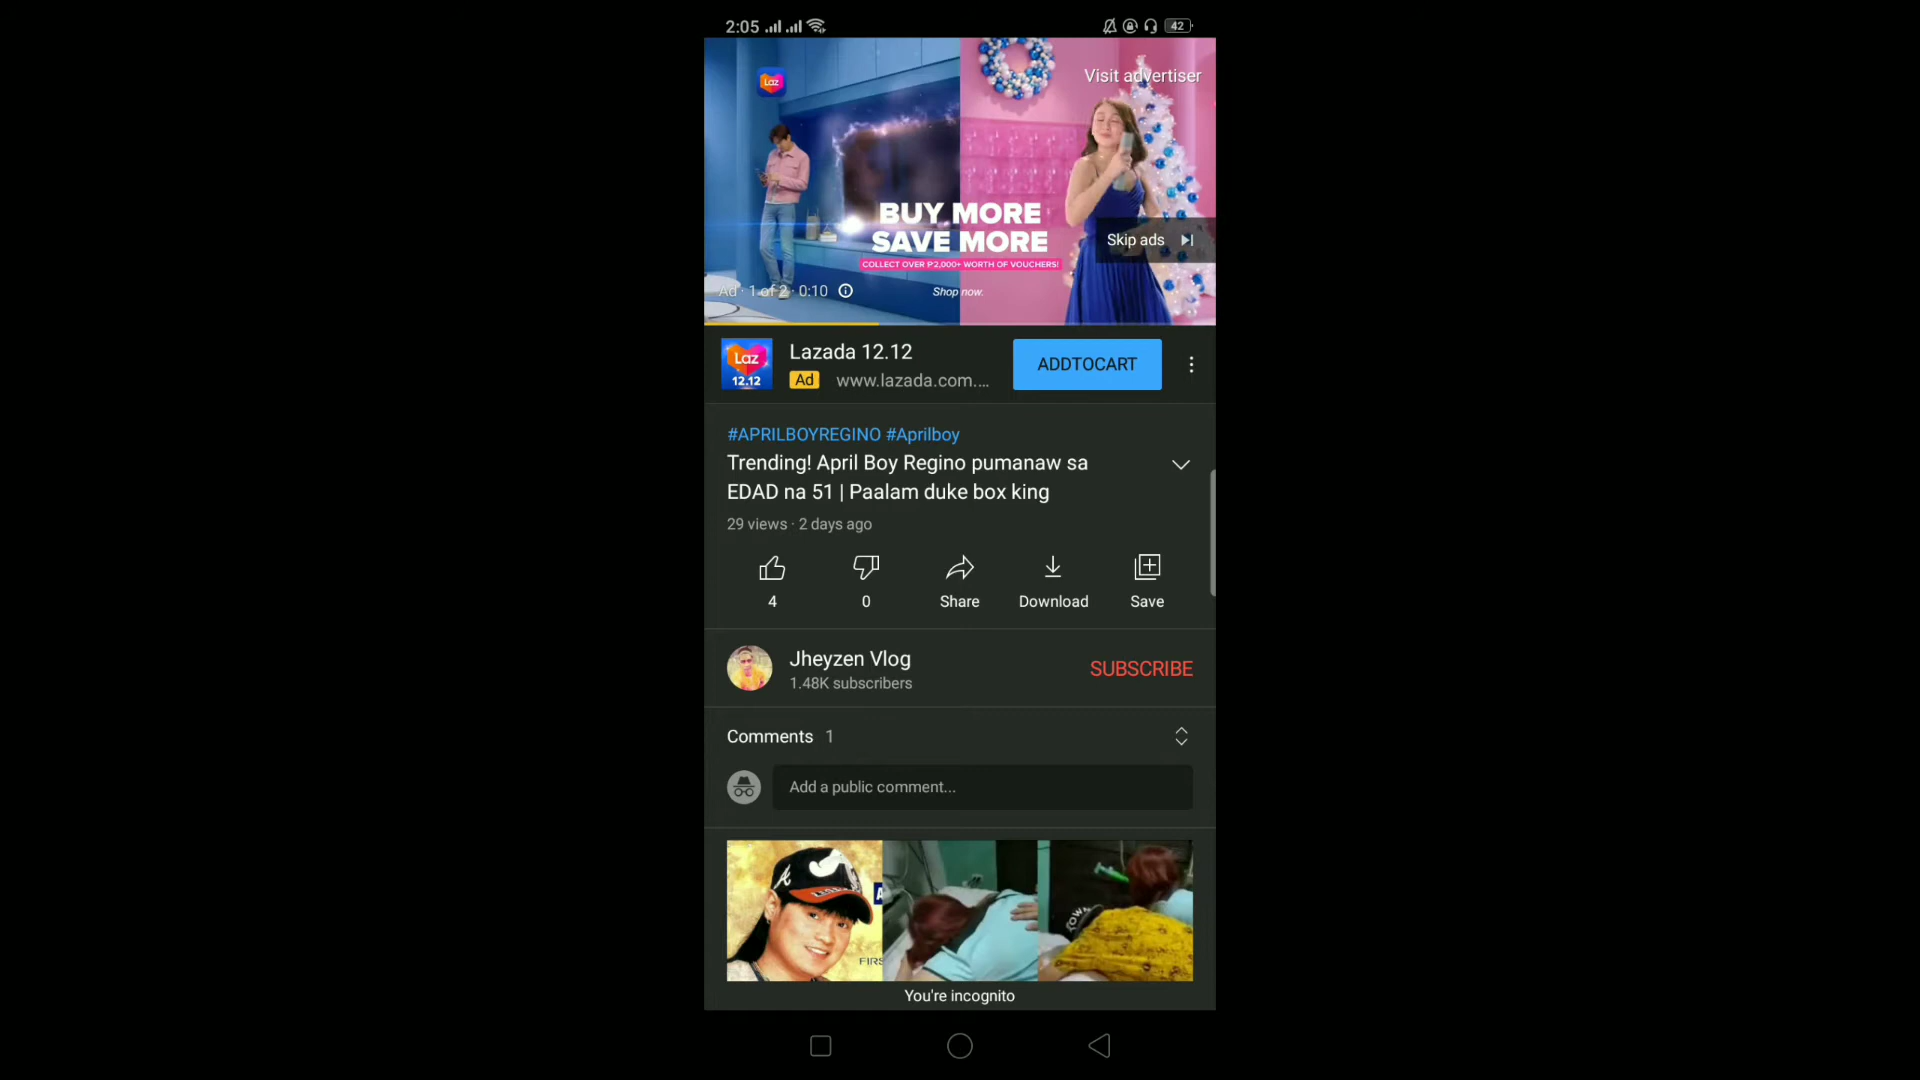 2:05
42
Laz
Visit advertiser
BUY MORE
SAVE MORE
COLLECT OVER ₱2,000+ WORTH OF VOUCHERS!
Skip ads
Ad · 1 of 2 · 0:10
Shop now.
Laz
12.12
Lazada 12.12
Ad www.lazada.com....
ADDTOCART
#APRILBOYREGINO #Aprilboy
Trending! April Boy Regino pumanaw sa
EDAD na 51 | Paalam duke box king
29 views · 2 days ago
4
0
Share
Download
Save
Jheyzen Vlog
1.48K subscribers
SUBSCRIBE
Comments 1
Add a public comment...
A
FIRS
You're incognito